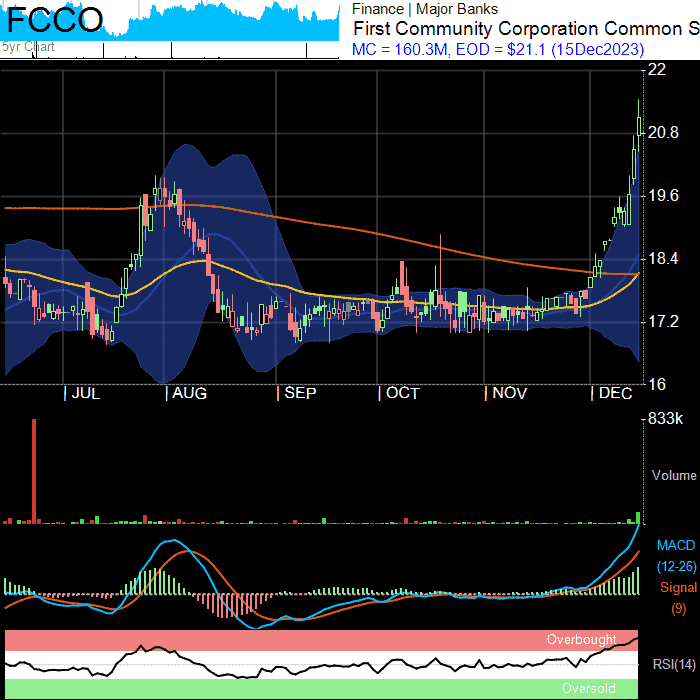 FCCO
5yr Chart
Finance | Major Banks
First Community Corporation Common S
MC = 160.3M, EOD = $21.1 (15Dec2023)
22
20.8
19.6
18.4
17.2
16
JUL AUG SEP OCT NOV DEC
833k
Volume
MACD
(12-26)
Signal
(9)
Overbought
RSI(14)
Oversold